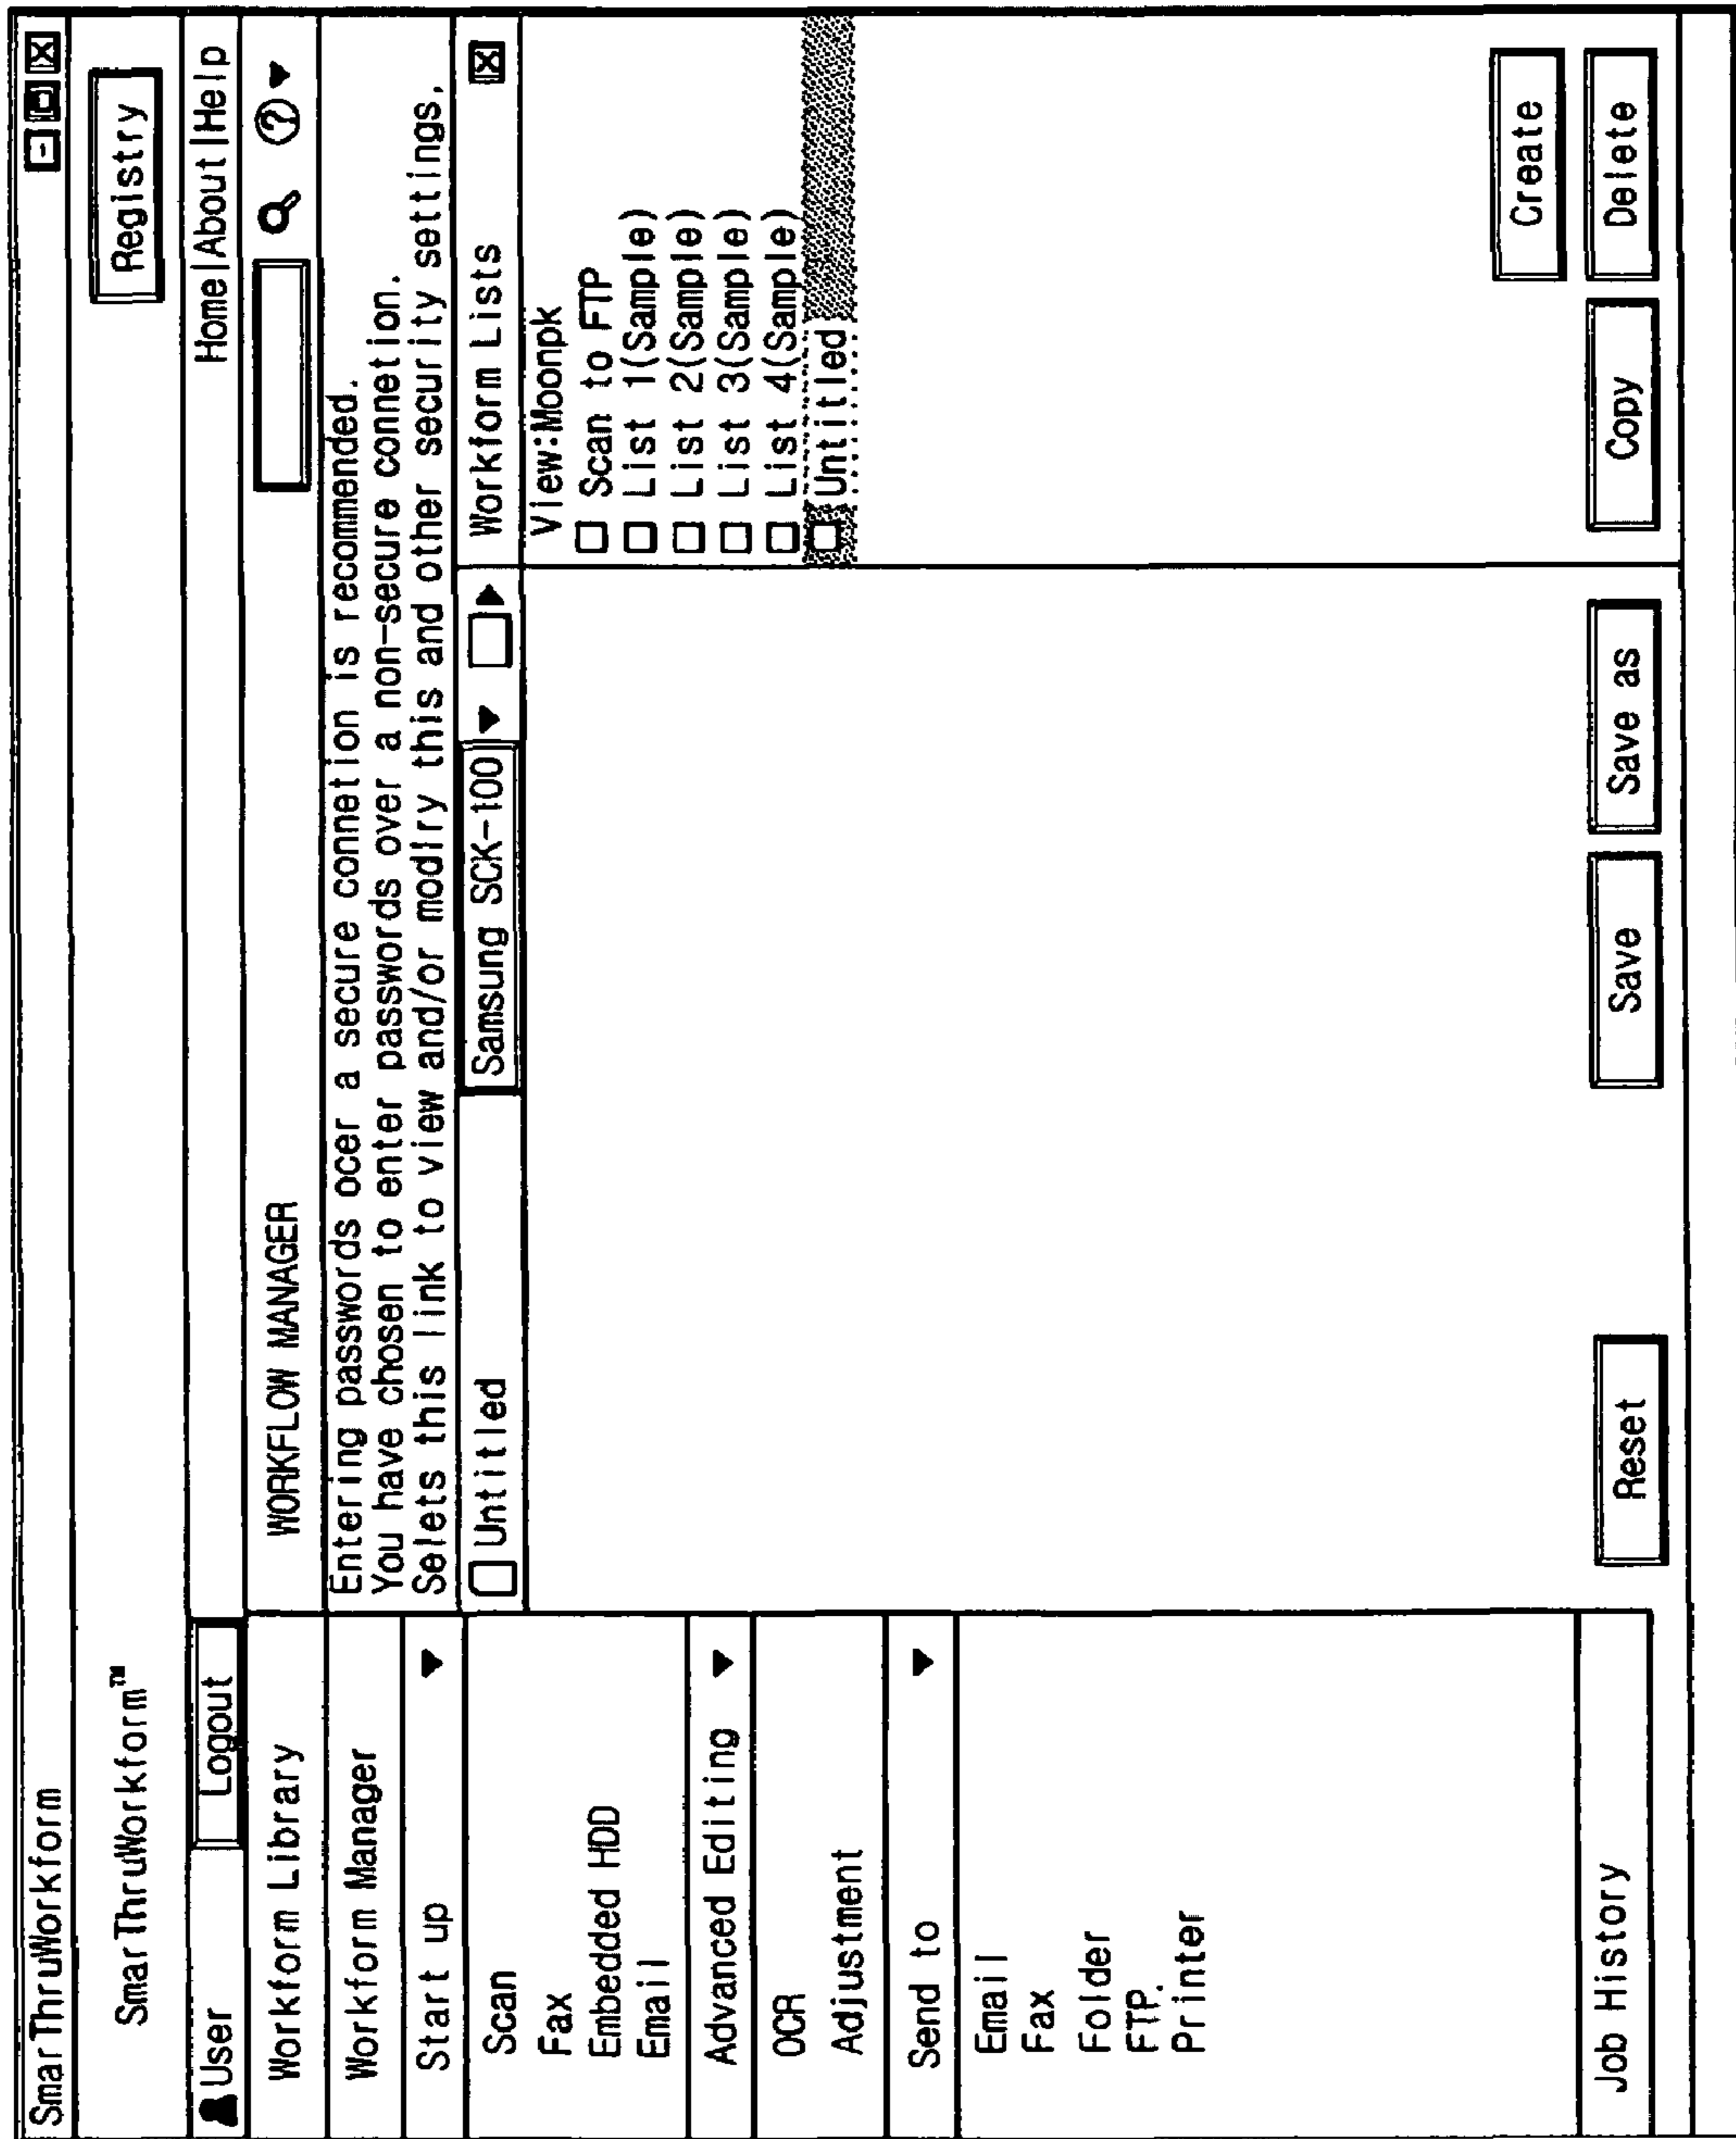 SmarThruWorkform
SmarThruWorkform™
Registry
User
Logout
Home|About|Help
Workform Library
WORKFLOW MANAGER
Workform Manager
Entering passwords ocer a secure connetion is recommended.
You have chosen to enter passwords over a non-secure connetion.
Selets this link to view and/or modiry this and other security settings.
Start up
Scan
Fax
Embedded HDD
Email
Advanced Editing
OCR
Adjustment
Send to
Email
Fax
Folder
FTP.
Printer
Job History
Untitled
Samsung SCK-100
Workform Lists
View:Moonpk
Scan to FTP
List 1(Sample)
List 2(Sample)
List 3(Sample)
List 4(Sample)
Untitled
Create
Reset
Save
Save as
Copy
Delete